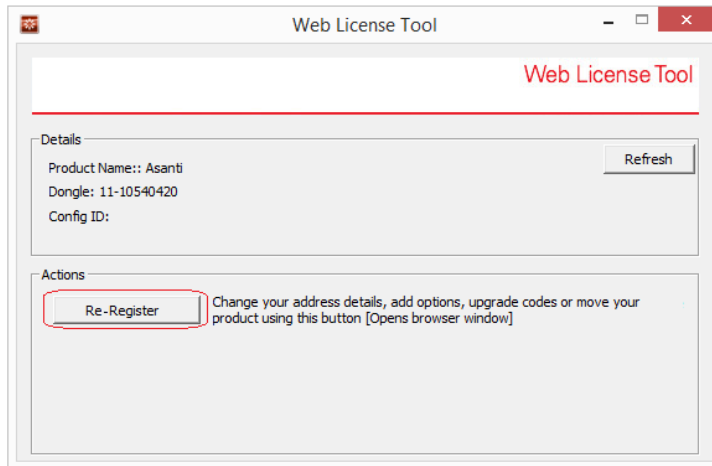 Web License Tool
Web License Tool
Details
Refresh
Product Name:: Asanti
Dongle: 11-10540420
Config ID:
Actions
Re-Register
Change your address details, add options, upgrade codes or move your
product using this button [Opens browser window]